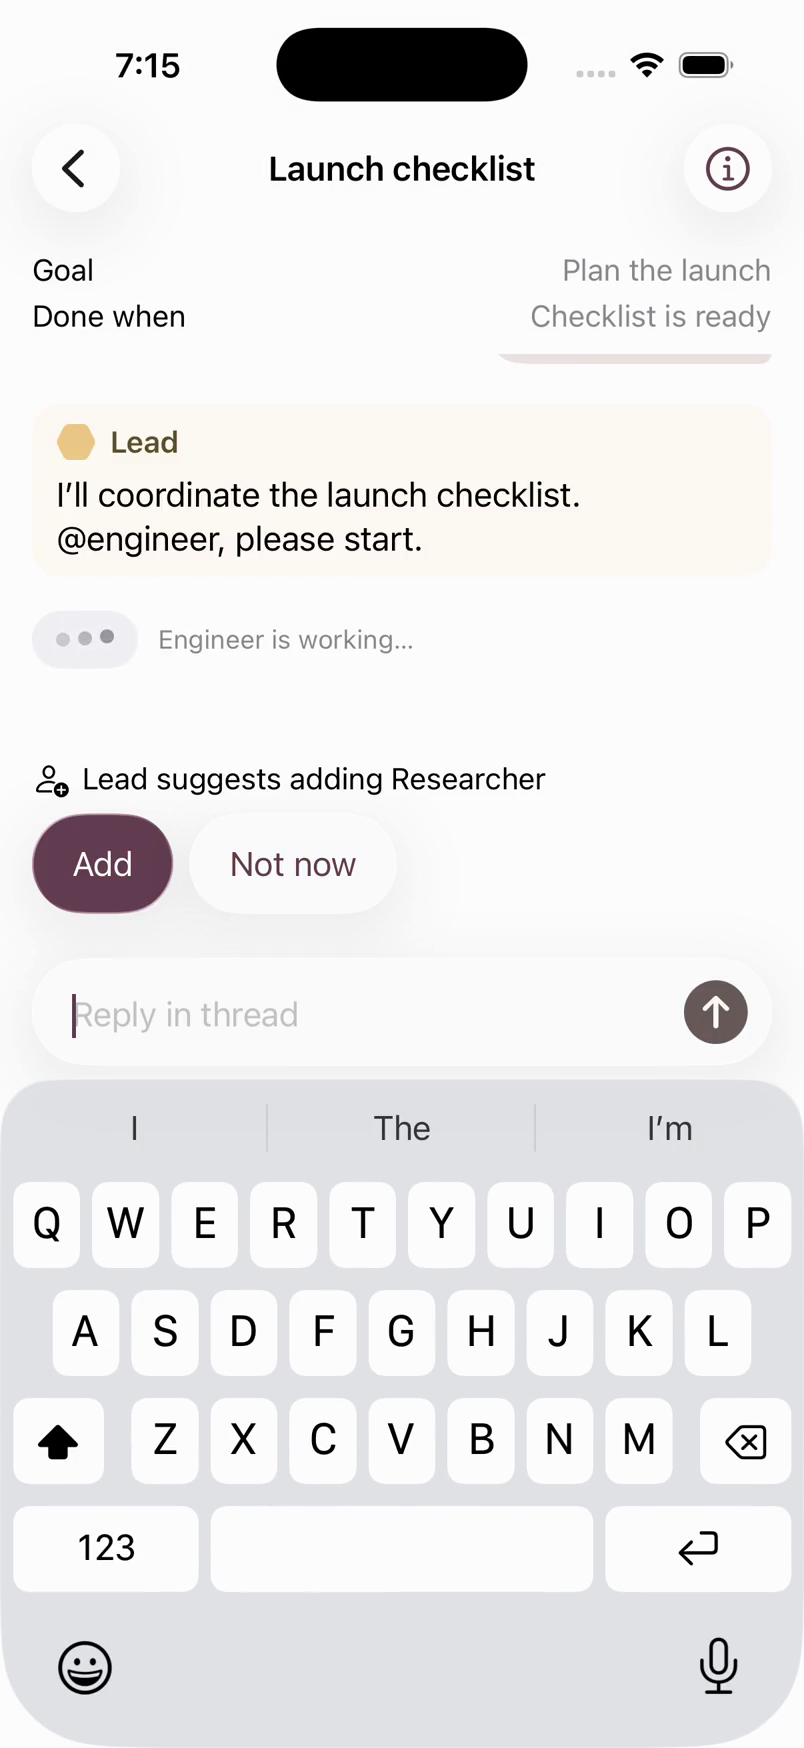 7:15
Launch checklist
Goal
Plan the launch
Done when
Checklist is ready
Lead
I’ll coordinate the launch checklist.
@engineer, please start.
Engineer is working...
Lead suggests adding Researcher
Add
Not now
Reply in thread
I
The
I’m
Q W E R T Y U I O P
A S D F G H J K L
Z X C V B N M
123